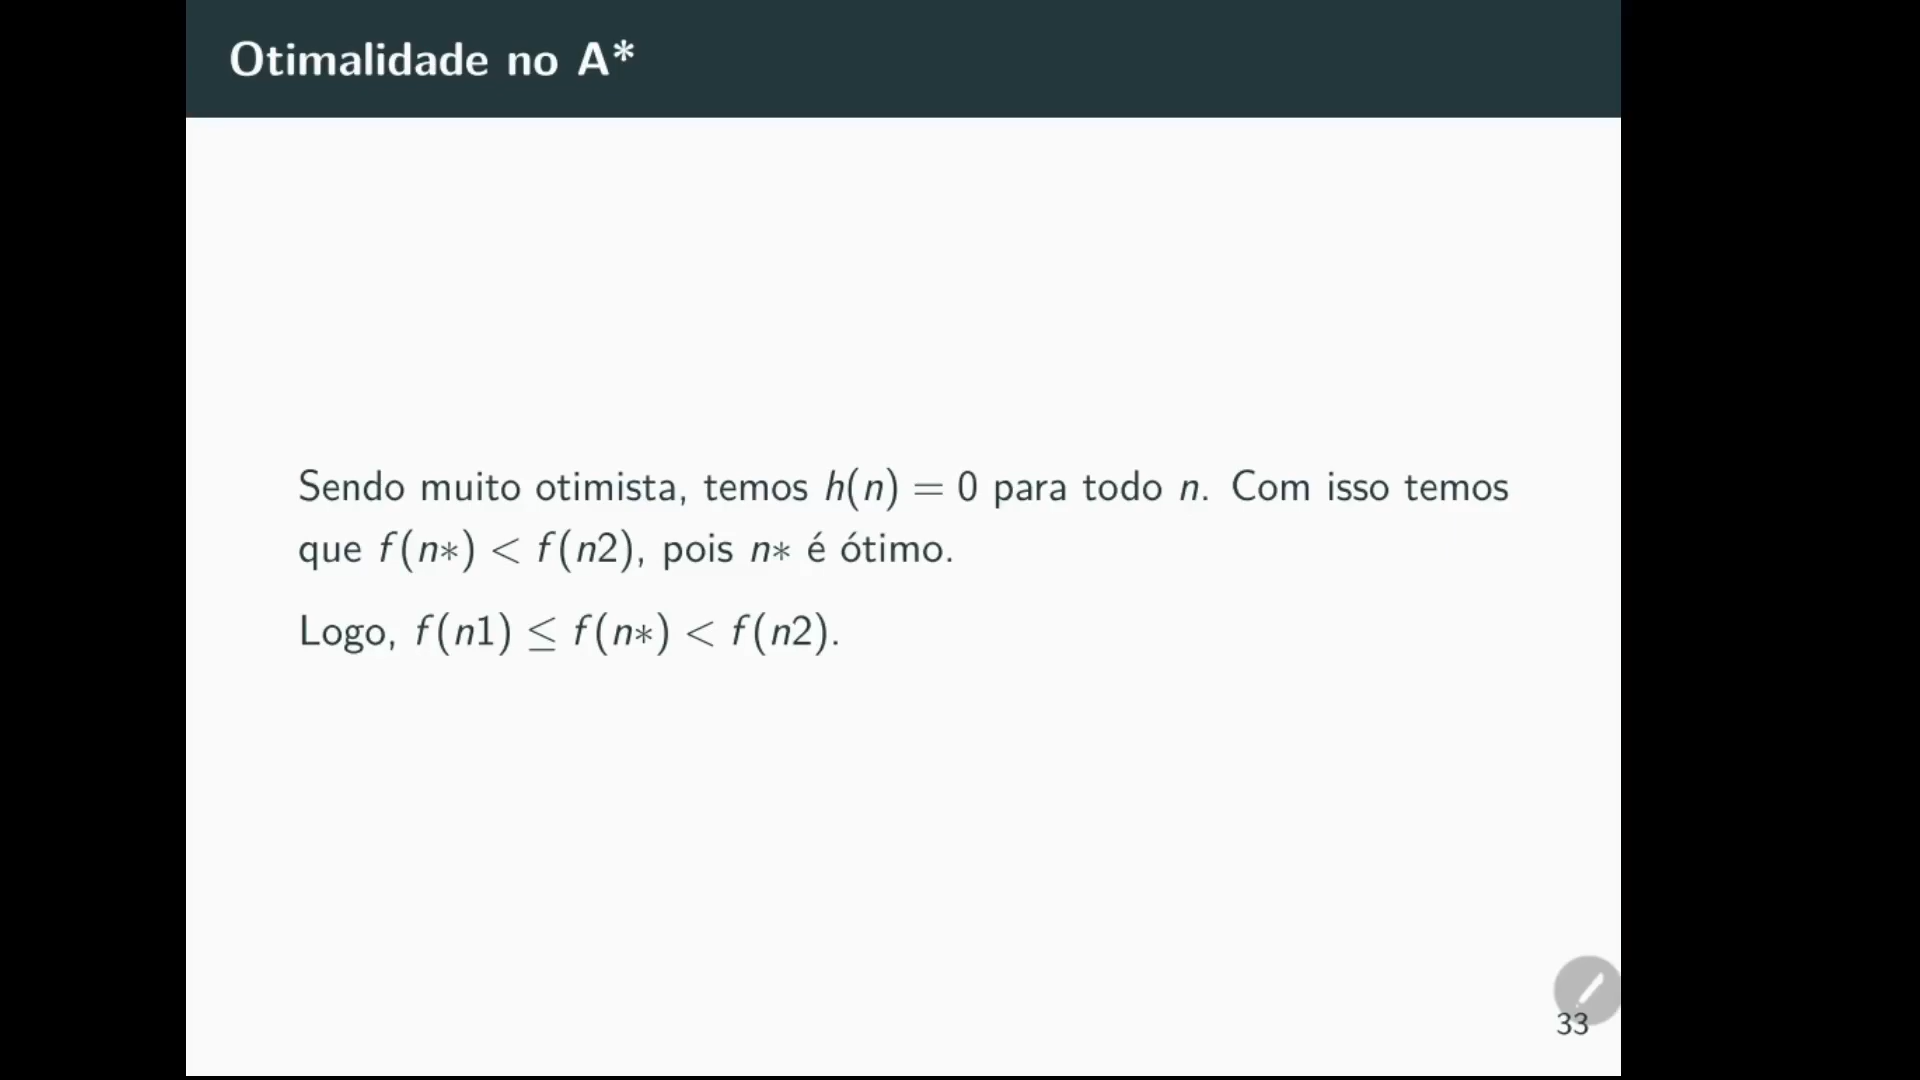 Otimalidade no A*
Sendo muito otimista, temos h(n) = 0 para todo n. Com isso temos
que f(n∗) < f(n2), pois n∗ é ótimo.
Logo, f(n1) ≤ f(n∗) < f(n2).
33